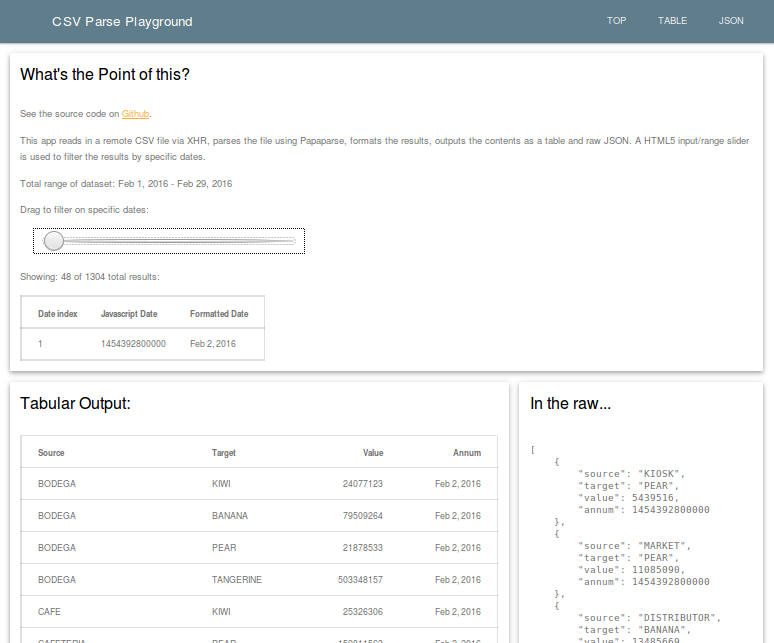 CSV Parse Playground
TOP TABLE JSON
What's the Point of this?
See the source code on Github.
This app reads in a remote CSV file via XHR, parses the file using Papaparse, formats the results, outputs the contents as a table and raw JSON. A HTML5 input/range slider
is used to filter the results by specific dates.
Total range of dataset: Feb 1, 2016 - Feb 29, 2016
Drag to filter on specific dates:
Showing: 48 of 1304 total results:
Date index Javascript Date Formatted Date
1 1454392800000 Feb 2, 2016
Tabular Output:
Source Target Value Annum
BODEGA KIWI 24077123 Feb 2, 2016
BODEGA BANANA 79509264 Feb 2, 2016
BODEGA PEAR 21878533 Feb 2, 2016
BODEGA TANGERINE 503348157 Feb 2, 2016
CAFE KIWI 25326306 Feb 2, 2016
In the raw...
[
{
"source": "KIOSK",
"target": "PEAR",
"value": 5439516,
"annum": 1454392800000
},
{
"source": "MARKET",
"target": "PEAR",
"value": 11085090,
"annum": 1454392800000
},
{
"source": "DISTRIBUTOR",
"target": "BANANA",
"value": 13485669